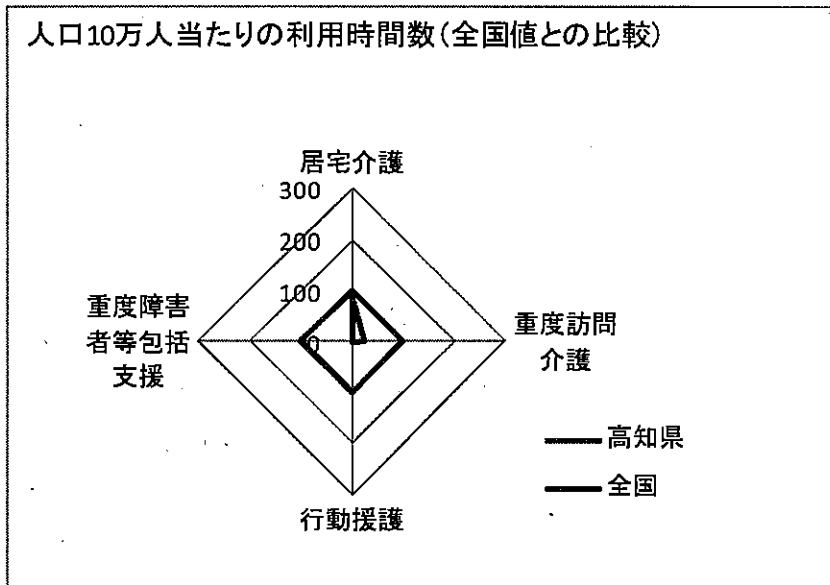 人口10万人当たりの利用時間数(全国値との比較)
居宅介護
300
200
100
0
重度障害
者等包括
支援
重度訪問
介護
行動援護
高知県
全国